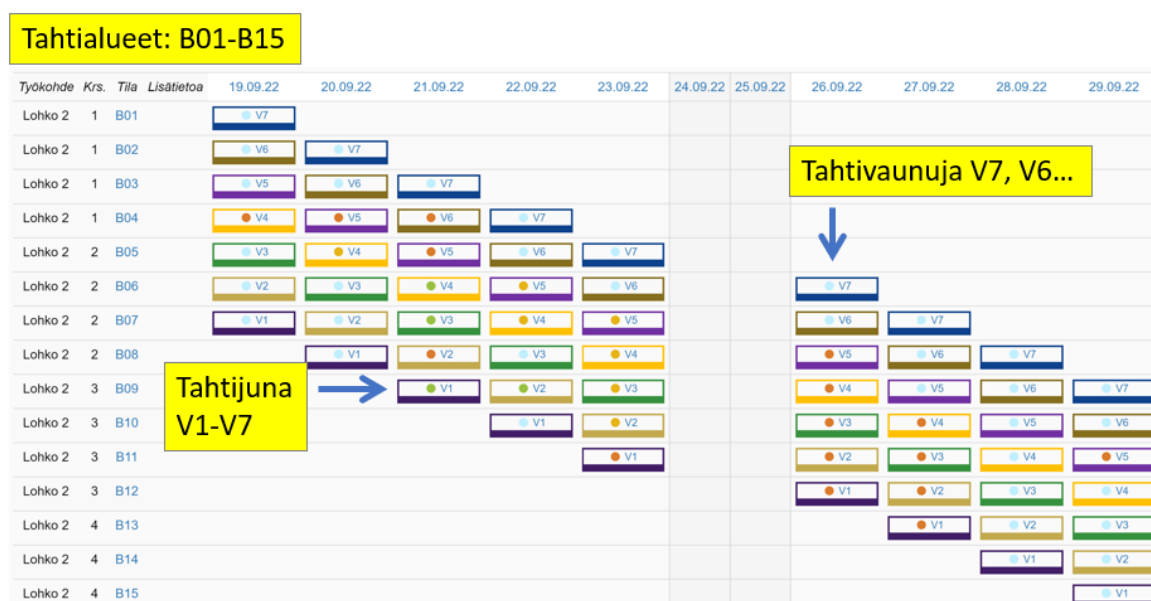 Tahtialueet: B01-B15
Työkohde Krs. Tila Lisätietoa 19.09.22 20.09.22 21.09.22 22.09.22 23.09.22 24.09.22 25.09.22 26.09.22 27.09.22 28.09.22 29.09.22
Lohko 2 1 B01 V7
Lohko 2 1 B02 V6 V7
Tahtivaunuja V7, V6...
Lohko 2 1 B03 V5 V6 V7
Lohko 2 1 B04 V4 V5 V6 V7
Lohko 2 2 B05 V3 V4 V5 V6 V7
Lohko 2 2 B06 V2 V3 V4 V5 V6 V7
Lohko 2 2 B07 V1 V2 V3 V4 V5 V6 V7
Lohko 2 2 B08 V1 V2 V3 V4 V5 V6 V7
Tahtijuna
V1-V7
Lohko 2 3 B09 V1 V2 V3 V4 V5 V6 V7
Lohko 2 3 B10 V1 V2 V3 V4 V5 V6
Lohko 2 3 B11 V1 V2 V3 V4 V5
Lohko 2 3 B12 V1 V2 V3 V4
Lohko 2 4 B13 V1 V2 V3
Lohko 2 4 B14 V1 V2
Lohko 2 4 B15 V1